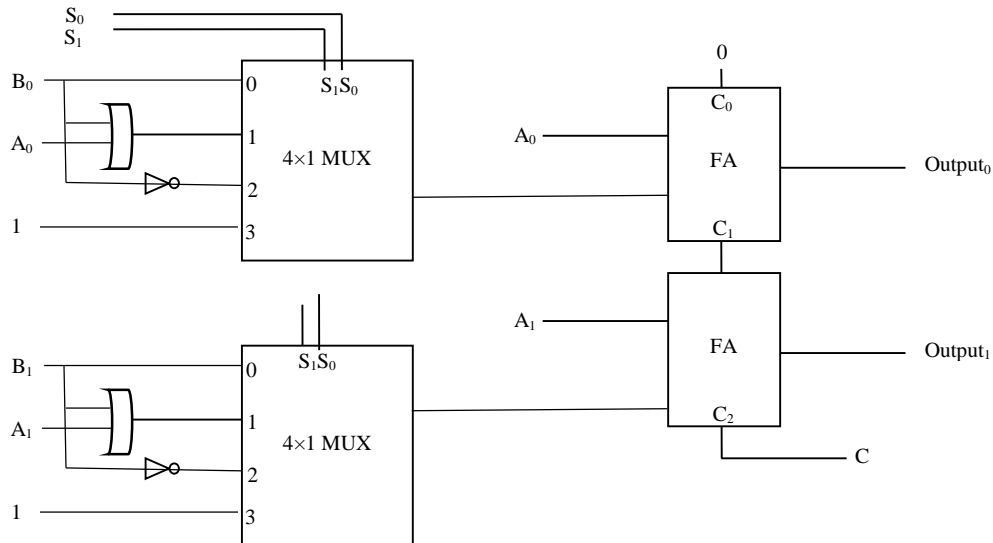 S₀
S₁
B₀
A₀
1
0
1
2
3
S₁S₀
4×1 MUX
0
C₀
A₀
FA
Output₀
C₁
B₁
A₁
1
0
1
2
3
S₁S₀
4×1 MUX
A₁
FA
Output₁
C₂
C